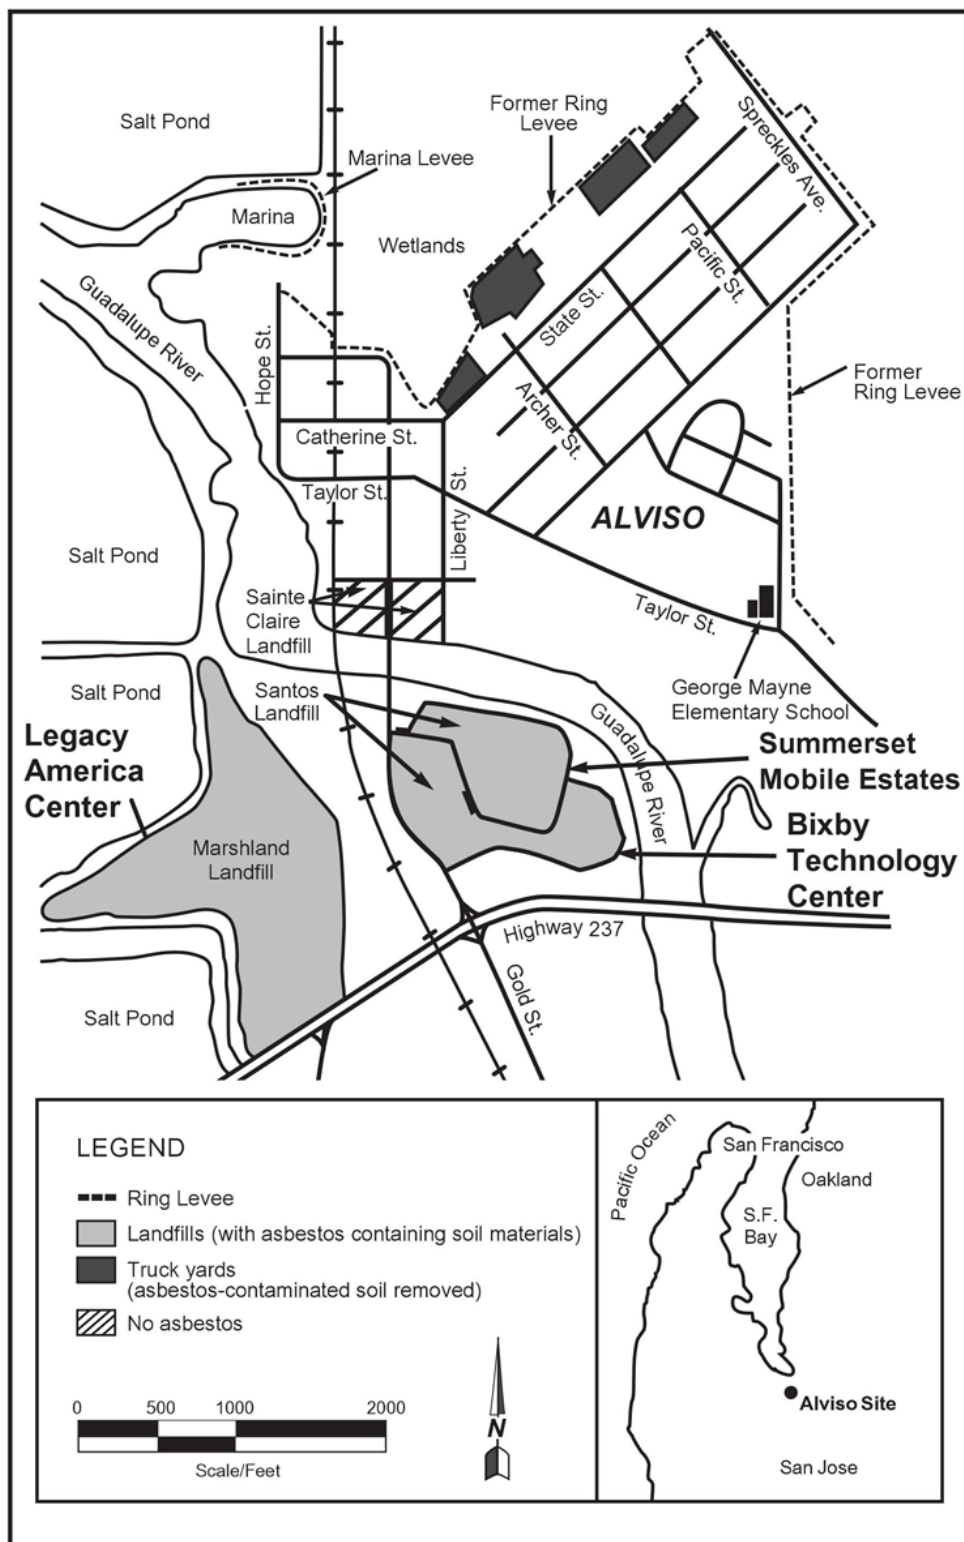 Salt Pond
Former Ring
Levee
Spreckles Ave.
Marina Levee
Marina
Wetlands
Pacific St.
Guadalupe River
Hope St.
State St.
Former
Ring Levee
Archer St.
Catherine St.
Taylor St.
Liberty St.
ALVISO
Salt Pond
Sainte
Claire
Landfill
Taylor St.
Salt Pond
Santos
Landfill
George Mayne
Elementary School
Guadalupe River
Legacy
America
Center
Summerset
Mobile Estates
Bixby
Technology
Center
Marshland
Landfill
Highway 237
Gold St.
Salt Pond
LEGEND
Ring Levee
Landfills (with asbestos containing soil materials)
Truck yards
(asbestos-contaminated soil removed)
No asbestos
0 500 1000 2000
Scale/Feet
N
Pacific Ocean
San Francisco
Oakland
S.F.
Bay
Alviso Site
San Jose